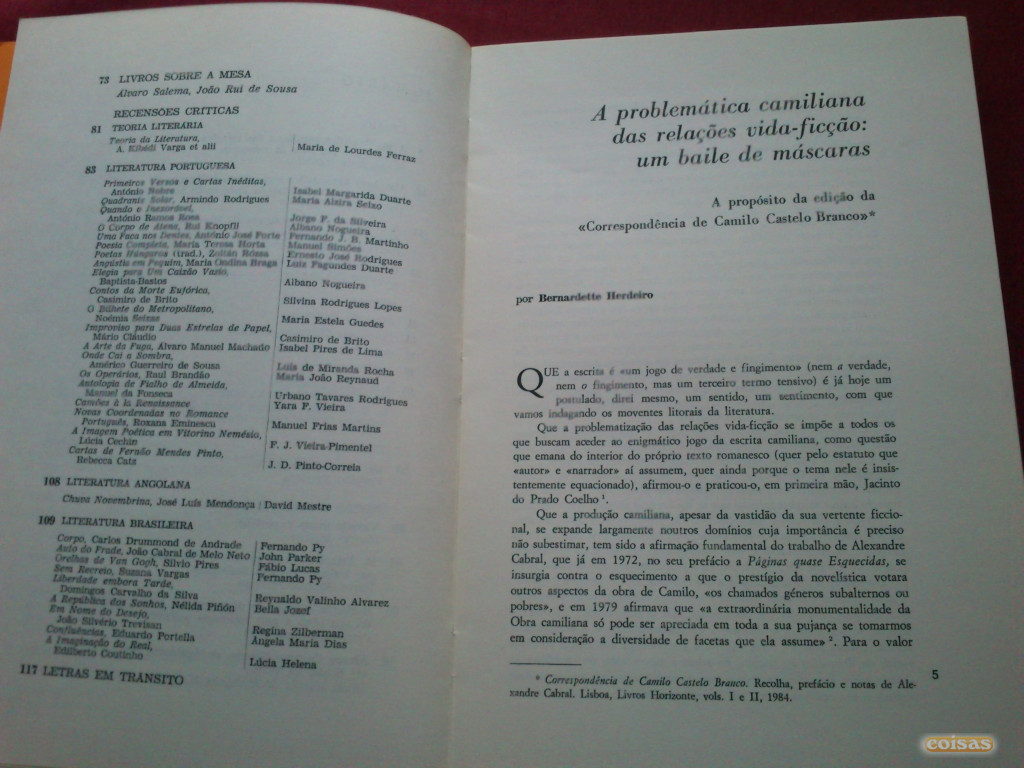 73 LIVROS SOBRE A MESA
Álvaro Salema, João Rui de Sousa
RECENSÕES CRÍTICAS
81 TEORIA LITERÁRIA
Teoria da Literatura,
A. Kibédi Varga et alii Maria de Lourdes Ferraz
83 LITERATURA PORTUGUESA
Primeiros Versos e Cartas Inéditas,
António Nobre Isabel Margarida Duarte
Quadrante Solar, Armindo Rodrigues Maria Alzira Seixo
Quando o Inexorável,
António Ramos Rosa Jorge F. da Silveira
O Corpo de Atena, Rui Knopfli Albano Nogueira
Uma Faca nos Dentes, António José Forte Fernando J. B. Martinho
Poesia Completa, Maria Teresa Horta Manuel Simões
Poetas Húngaros (trad.), Zoltán Rózsa Ernesto José Rodrigues
Angústia em Pequim, Maria Ondina Braga Luís Fagundes Duarte
Elegia para Um Caixão Vazio,
Baptista-Bastos Albano Nogueira
Contos da Morte Eufórica,
Casimiro de Brito Silvina Rodrigues Lopes
O Bilhete do Metropolitano,
Noémia Seixas Maria Estela Guedes
Improviso para Duas Estrelas de Papel,
Mário Cláudio Casimiro de Brito
A Arte da Fuga, Álvaro Manuel Machado Isabel Pires de Lima
Onde Cai a Sombra,
Américo Guerreiro de Sousa Luís de Miranda Rocha
Os Operários, Raul Brandão Maria João Reynaud
Antologia de Fialho de Almeida,
Manuel da Fonseca Urbano Tavares Rodrigues
Camões à la Renaissance Yara F. Vieira
Novas Coordenadas no Romance
Português, Roxana Eminescu Manuel Frias Martins
A Imagem Poética em Vitorino Nemésio,
Lúcia Cechin F. J. Vieira-Pimentel
Cartas de Fernão Mendes Pinto,
Rebecca Catz J. D. Pinto-Correia
108 LITERATURA ANGOLANA
Chuva Novembrina, José Luís Mendonça David Mestre
109 LITERATURA BRASILEIRA
Corpo, Carlos Drummond de Andrade Fernando Py
Auto do Frade, João Cabral de Melo Neto John Parker
Orelhas de Van Gogh, Sílvio Pires Fábio Lucas
Sem Recreio, Suzana Vargas Fernando Py
Liberdade embora Tarde,
Domingos Carvalho da Silva Reynaldo Valinho Alvarez
A República dos Sonhos, Nélida Piñón Bella Jozef
Em Nome do Desejo,
João Silvério Trevisan Regina Zilberman
Confluências, Eduardo Portella Ângela Maria Dias
A Imaginação do Real,
Edilberto Coutinho Lúcia Helena
117 LETRAS EM TRÂNSITO
A problemática camiliana
das relações vida-ficção:
um baile de máscaras
A propósito da edição da
«Correspondência de Camilo Castelo Branco»*
por Bernardette Herdeiro
QUE a escrita é «um jogo de verdade e fingimento» (nem a verdade,
nem o fingimento, mas um terceiro termo tensivo) é já hoje um
postulado, direi mesmo, um sentido, um sentimento, com que
vamos indagando os moventes litorais da literatura.
Que a problematização das relações vida-ficção se impõe a todos os
que buscam aceder ao enigmático jogo da escrita camiliana, como questão
que emana do interior do próprio texto romanesco (quer pelo estatuto que
«autor» e «narrador» aí assumem, quer ainda porque o tema nele é insis-
tentemente equacionado), afirmou-o e praticou-o, em primeira mão, Jacinto
do Prado Coelho ¹.
Que a produção camiliana, apesar da vastidão da sua vertente ficcio-
nal, se expande largamente noutros domínios cuja importância é preciso
não subestimar, tem sido a afirmação fundamental do trabalho de Alexandre
Cabral, que já em 1972, no seu prefácio a Páginas quase Esquecidas, se
insurgia contra o esquecimento a que o prestígio da novelística votara
outros aspectos da obra de Camilo, «os chamados géneros subalternos ou
pobres», e em 1979 afirmava que «a extraordinária monumentalidade da
Obra camiliana só pode ser apreciada em toda a sua pujança se tomarmos
em consideração a diversidade de facetas que ela assume» ². Para o valor
* Correspondência de Camilo Castelo Branco. Recolha, prefácio e notas de Ale-
xandre Cabral. Lisboa, Livros Horizonte, vols. I e II, 1984.
5
coisas